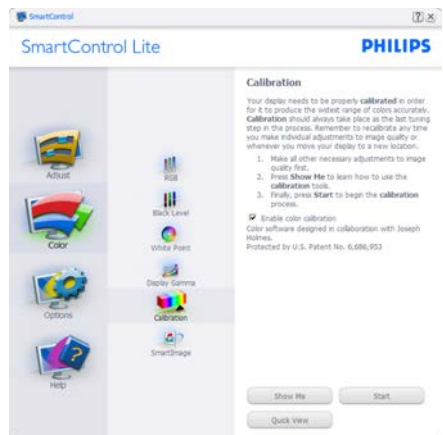 SmartControl
SmartControl Lite
PHILIPS
Adjust
Color
Options
Help
RGB
Black Level
White Point
Display Gamma
Calibration
SmartImage
Calibration
Your display needs to be properly calibrated in order
for it to produce the widest range of colors accurately.
Calibration should always take place as the last tuning
step in the process. Remember to recalibrate any time
you make individual adjustments to image quality or
whenever you move your display to a new location.
1. Make all other necessary adjustments to image
quality first.
2. Press Show Me to learn how to use the
calibration tools.
3. Finally, press Start to begin the calibration
process.
Enable color calibration
Color software designed in collaboration with Joseph
Holmes.
Protected by U.S. Patent No. 6,686,953
Show Me
Start
Quick View